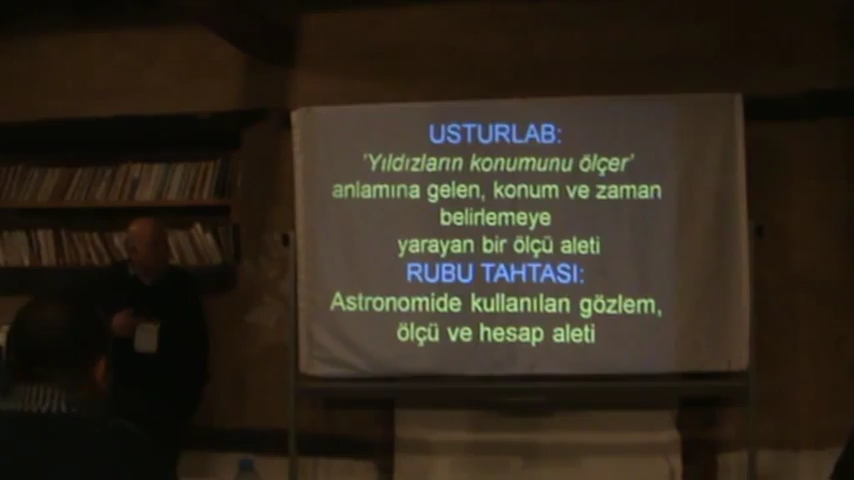 USTURLAB:
'Yıldızların konumunu ölçer'
anlamına gelen, konum ve zaman
belirlemeye
yarayan bir ölçü aleti
RUBU TAHTASI:
Astronomide kullanılan gözlem,
ölçü ve hesap aleti